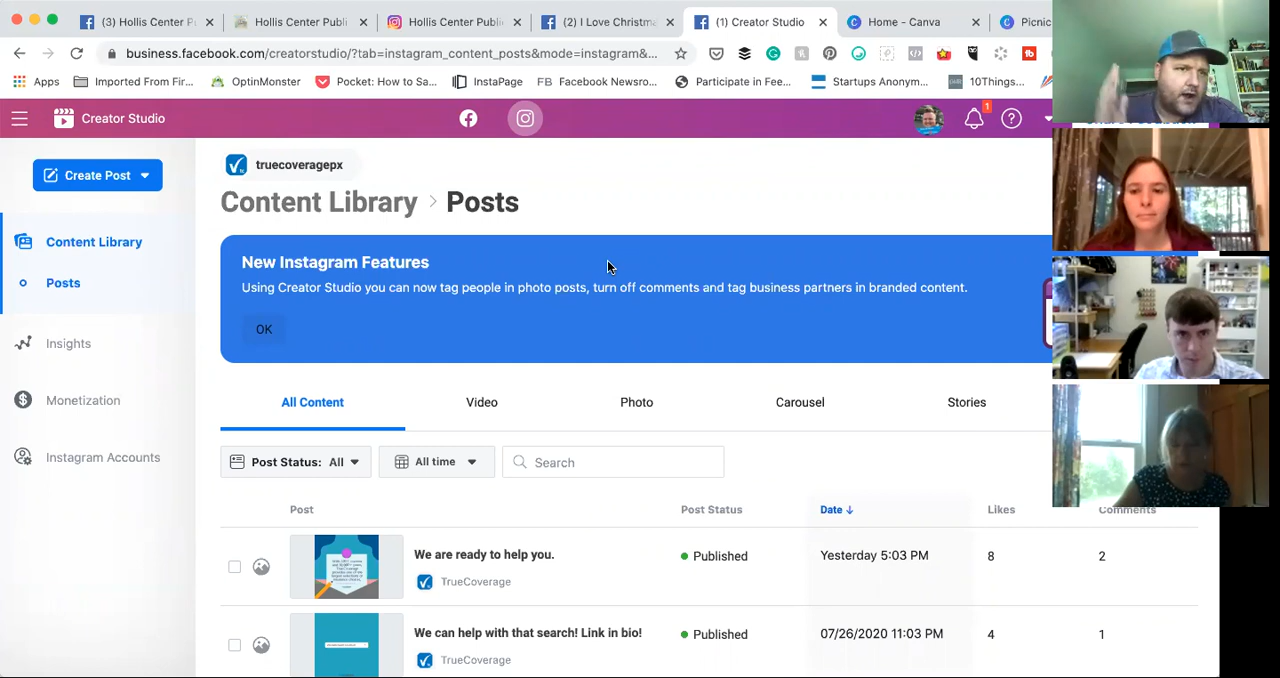 (3) Hollis Center P
Hollis Center Publi
Hollis Center Public
(2) I Love Christma
(1) Creator Studio
Home - Canva
Picnic
business.facebook.com/creatorstudio/?tab=instagram_content_posts&mode=instagram&...
Apps
Imported From Fir...
OptinMonster
Pocket: How to Sa...
InstaPage
FB Facebook Newsro...
Participate in Fee...
Startups Anonym...
10Things...
Creator Studio
1
Create Post
truecoveragepx
Content Library > Posts
Content Library
Posts
Insights
Monetization
Instagram Accounts
New Instagram Features
Using Creator Studio you can now tag people in photo posts, turn off comments and tag business partners in branded content.
OK
All Content
Video
Photo
Carousel
Stories
Post Status: All
All time
Search
Post
Post Status
Date ↓
Likes
Comments
We are ready to help you.
TrueCoverage
Published
Yesterday 5:03 PM
8
2
We can help with that search! Link in bio!
TrueCoverage
Published
07/26/2020 11:03 PM
4
1